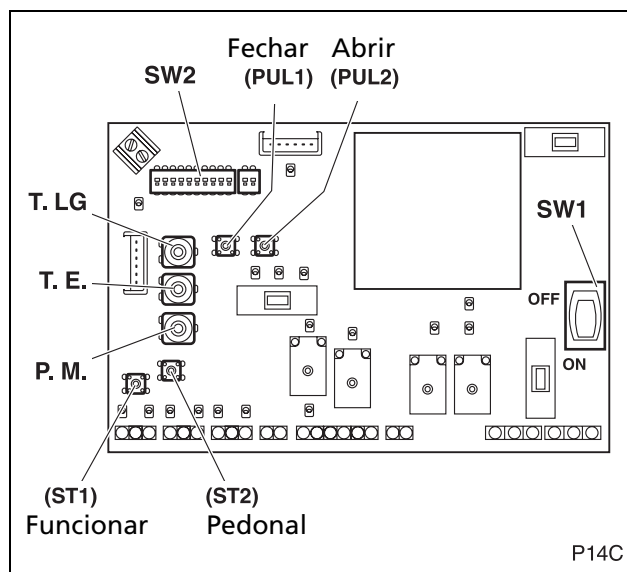 Fechar Abrir
SW2 (PUL1) (PUL2)
T. LG
SW1
T. E.
OFF
P. M.
ON
(ST1) (ST2)
Funcionar Pedonal
P14C